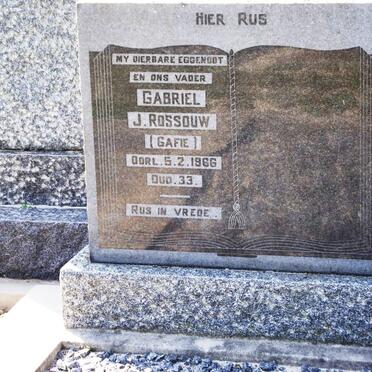 HIER RUS
MY DIERBARE EGGENOOT
EN ONS VADER
GABRIEL
J. ROSSOUW
(GAFIE)
OORL. 5.2.1966
OUD. 33.
RUS IN VREDE.